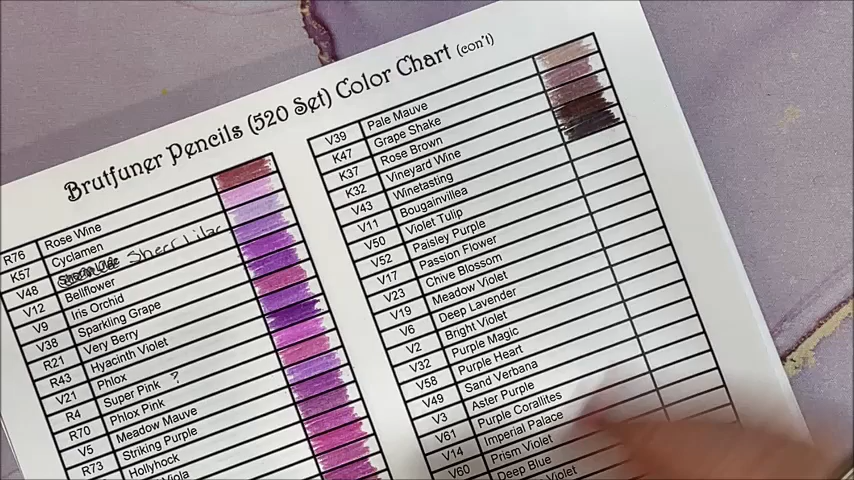 Brutfuner Pencils (520 Set) Color Chart (con't)
R76 Rose Wine
K57 Cyclamen
V48 Sheer Lilac
V12 Bellflower
V9 Iris Orchid
V38 Sparkling Grape
R21 Very Berry
R43 Hyacinth Violet
V21 Phlox
R4 Super Pink ?
R70 Phlox Pink
V5 Meadow Mauve
R73 Striking Purple
Hollyhock
Viola
V39 Pale Mauve
K47 Grape Shake
K37 Rose Brown
K32 Vineyard Wine
V43 Winetasting
V11 Bougainvillea
V50 Violet Tulip
V52 Paisley Purple
V17 Passion Flower
V23 Chive Blossom
V19 Meadow Violet
V6 Deep Lavender
V2 Bright Violet
V32 Purple Magic
V58 Purple Heart
V49 Sand Verbana
V3 Aster Purple
V61 Purple Corallites
V14 Imperial Palace
V60 Prism Violet
Deep Blue
Violet